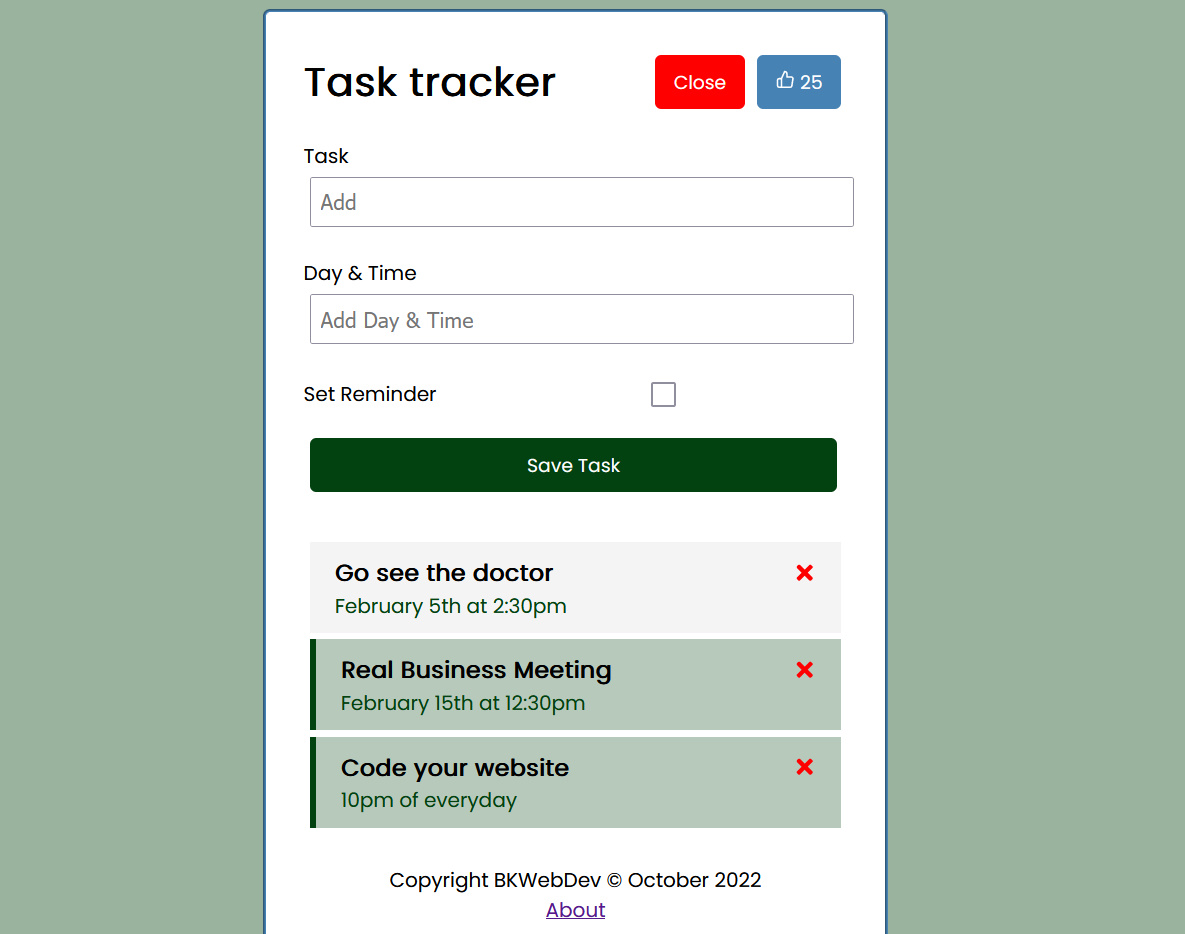 Task tracker
Close
25
Task
Add
Day & Time
Add Day & Time
Set Reminder
Save Task
Go see the doctor
February 5th at 2:30pm
Real Business Meeting
February 15th at 12:30pm
Code your website
10pm of everyday
Copyright BKWebDev © October 2022
About